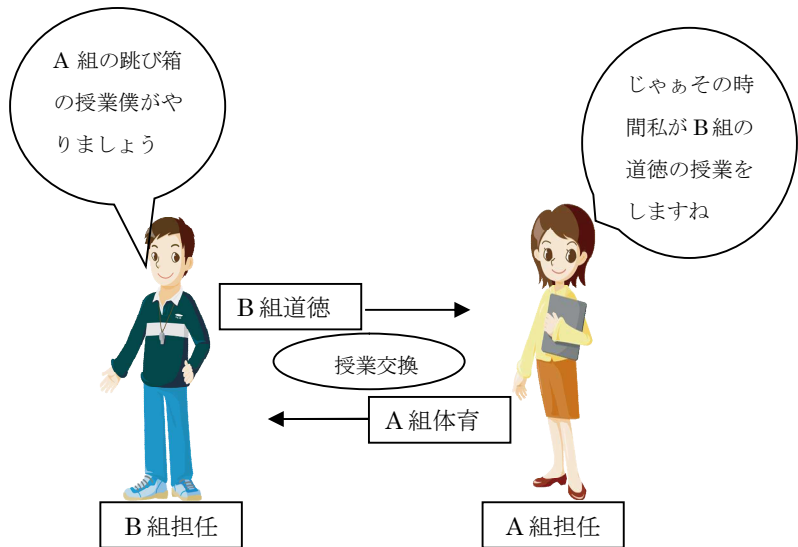 A 組の跳び箱
の授業僕がや
りましょう
じゃぁその時
間私が B 組の
道徳の授業を
しますね
B 組道徳
授業交換
A 組体育
B 組担任
A 組担任